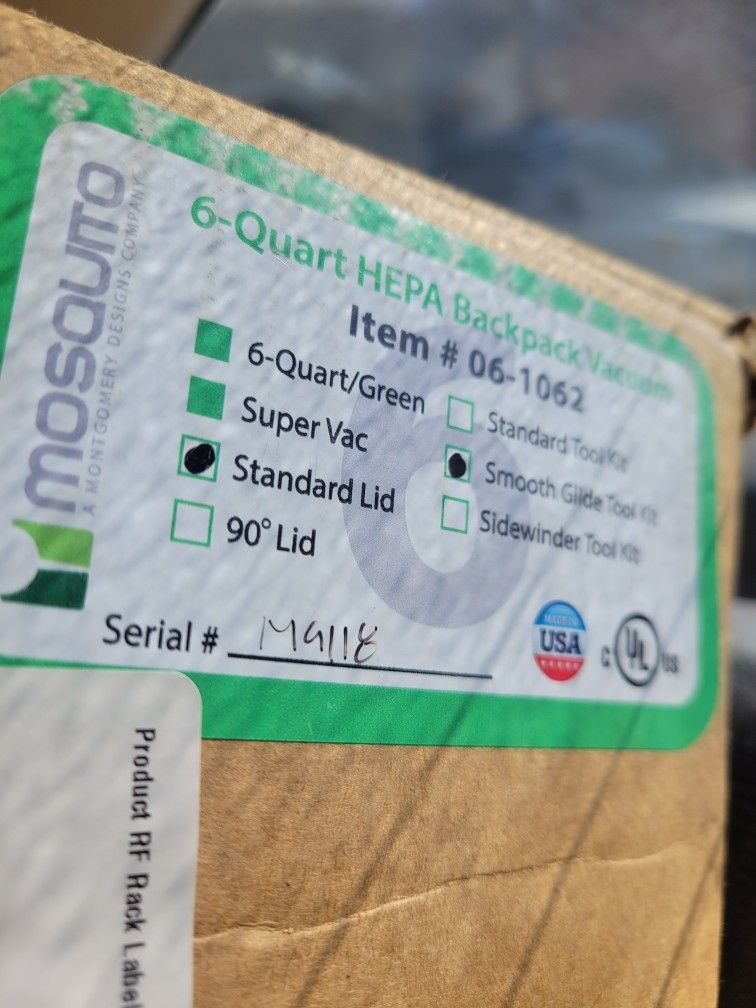 mosquito
A MONTGOMERY DESIGNS COMPANY
6-Quart HEPA Backpack Vacuum
Item # 06-1062
6-Quart/Green
Super Vac
Standard Lid
90° Lid
Standard Tool Kit
Smooth Glide Tool Kit
Sidewinder Tool Kit
6
Serial # M9118
MADE IN
USA
C UL US
Product RF Rack Label